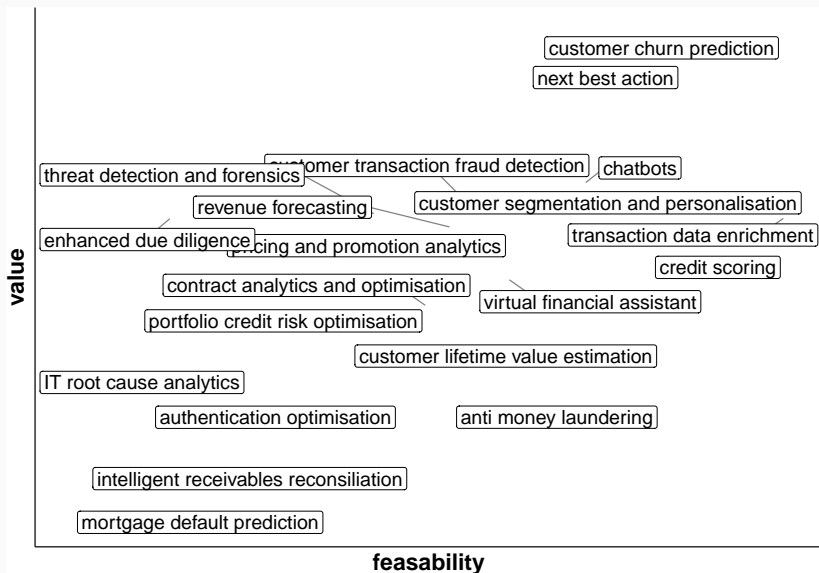 customer churn prediction
next best action
customer transaction fraud detection
chatbots
threat detection and forensics
revenue forecasting
customer segmentation and personalisation
enhanced due diligence
pricing and promotion analytics
transaction data enrichment
credit scoring
contract analytics and optimisation
virtual financial assistant
portfolio credit risk optimisation
customer lifetime value estimation
IT root cause analytics
authentication optimisation
anti money laundering
intelligent receivables reconsiliation
mortgage default prediction
value
feasability